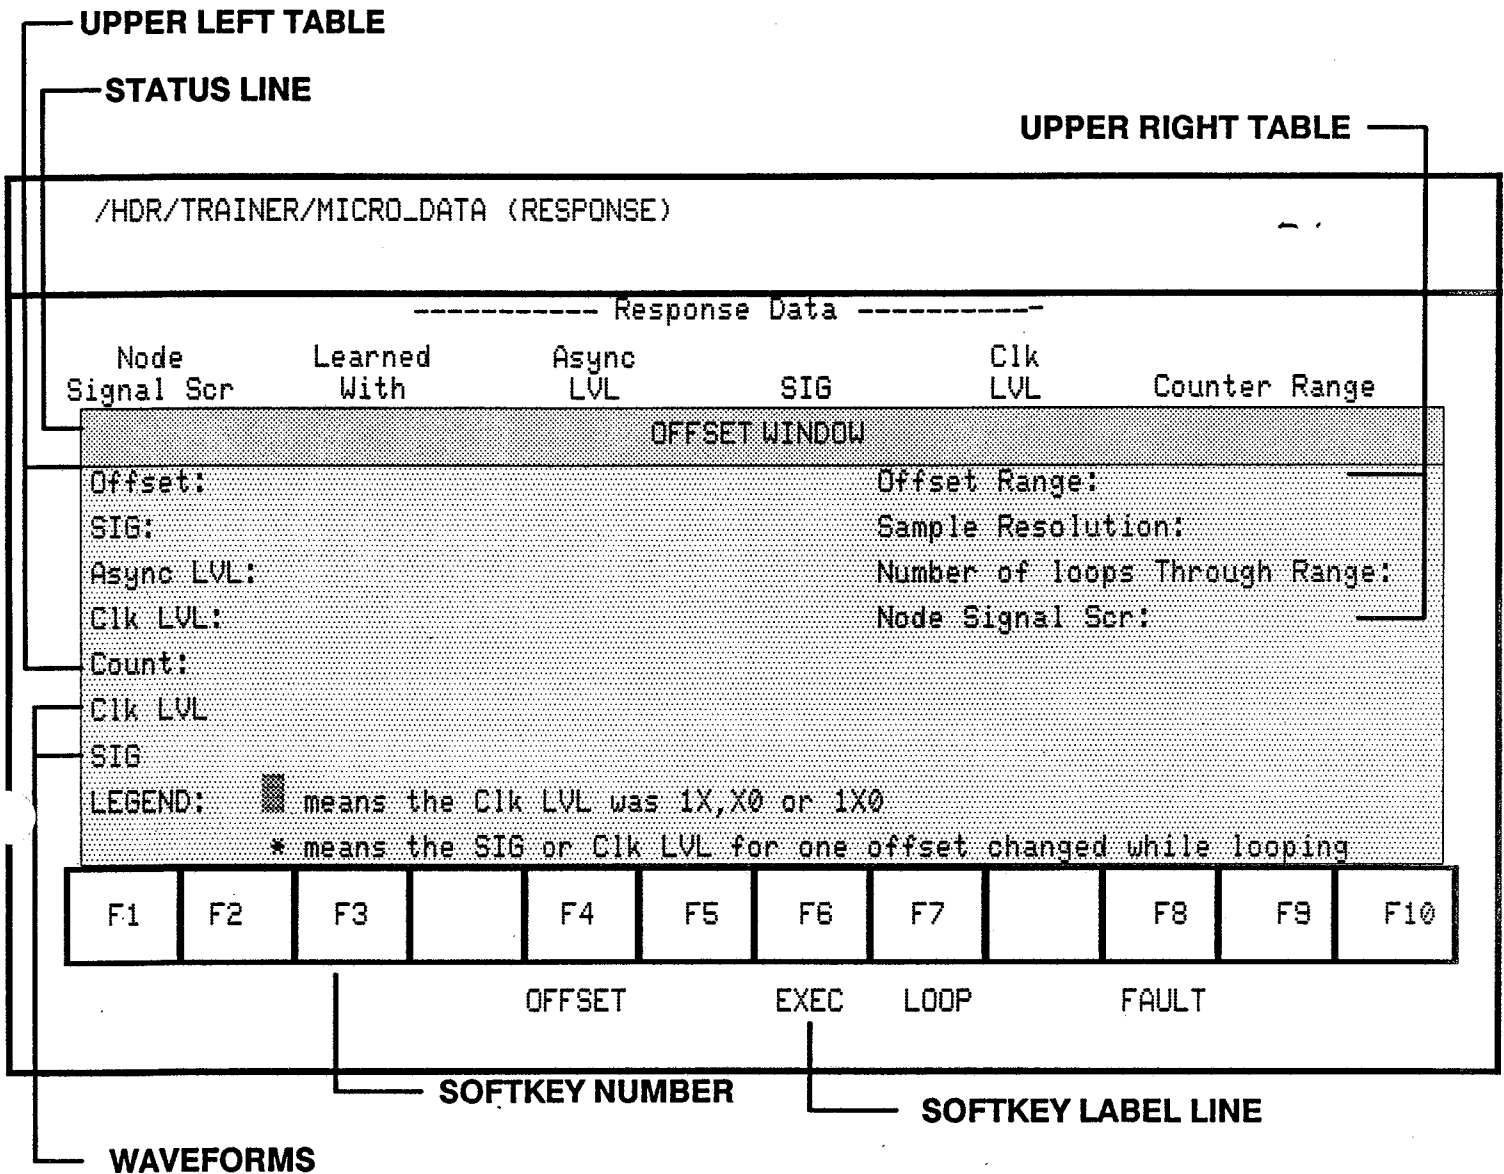 UPPER LEFT TABLE
STATUS LINE
UPPER RIGHT TABLE
/HDR/TRAINER/MICRO_DATA (RESPONSE)
----------- Response Data -----------
Node Learned Async Clk
Signal Scr With LVL SIG LVL Counter Range
OFFSET WINDOW
Offset: Offset Range:
SIG: Sample Resolution:
Async LVL: Number of loops Through Range:
Clk LVL: Node Signal Scr:
Count:
Clk LVL
SIG
LEGEND: means the Clk LVL was 1X,X0 or 1X0
* means the SIG or Clk LVL for one offset changed while looping
F1 F2 F3 F4 F5 F6 F7 F8 F9 F10
OFFSET EXEC LOOP FAULT
SOFTKEY NUMBER
SOFTKEY LABEL LINE
WAVEFORMS